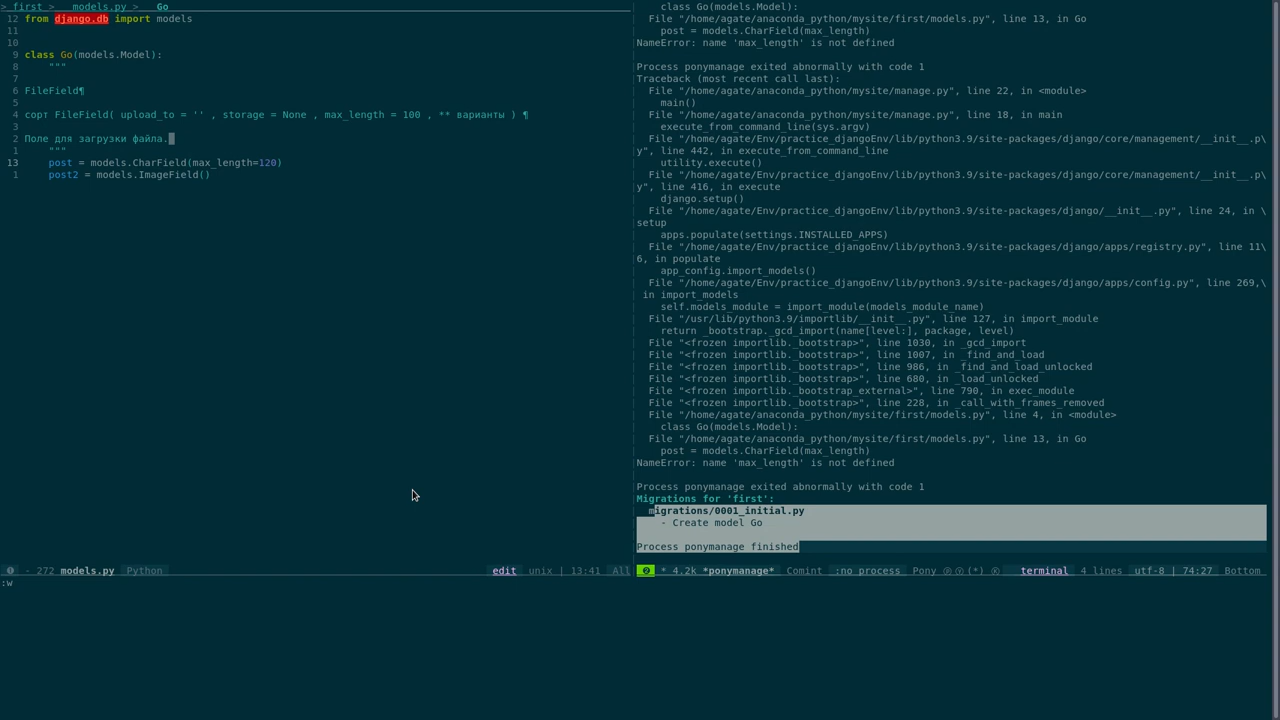 > first > models.py > Go
12 from django.db import models
11
10
9 class Go(models.Model):
8 """
7
6 FileField¶
5
4 сорт FileField( upload_to = '' , storage = None , max_length = 100 , ** варианты ) ¶
3
2 Поле для загрузки файла.
1 """
13 post = models.CharField(max_length=120)
1 post2 = models.ImageField()
- 272 models.py Python edit unix | 13:41 All
:w
class Go(models.Model):
File "/home/agate/anaconda_python/mysite/first/models.py", line 13, in Go
post = models.CharField(max_length)
NameError: name 'max_length' is not defined
Process ponymanage exited abnormally with code 1
Traceback (most recent call last):
File "/home/agate/anaconda_python/mysite/manage.py", line 22, in <module>
main()
File "/home/agate/anaconda_python/mysite/manage.py", line 18, in main
execute_from_command_line(sys.argv)
File "/home/agate/Env/practice_djangoEnv/lib/python3.9/site-packages/django/core/management/__init__.p\
y", line 442, in execute_from_command_line
utility.execute()
File "/home/agate/Env/practice_djangoEnv/lib/python3.9/site-packages/django/core/management/__init__.p\
y", line 416, in execute
django.setup()
File "/home/agate/Env/practice_djangoEnv/lib/python3.9/site-packages/django/__init__.py", line 24, in \
setup
apps.populate(settings.INSTALLED_APPS)
File "/home/agate/Env/practice_djangoEnv/lib/python3.9/site-packages/django/apps/registry.py", line 11\
6, in populate
app_config.import_models()
File "/home/agate/Env/practice_djangoEnv/lib/python3.9/site-packages/django/apps/config.py", line 269,\
in import_models
self.models_module = import_module(models_module_name)
File "/usr/lib/python3.9/importlib/__init__.py", line 127, in import_module
return _bootstrap._gcd_import(name[level:], package, level)
File "<frozen importlib._bootstrap>", line 1030, in _gcd_import
File "<frozen importlib._bootstrap>", line 1007, in _find_and_load
File "<frozen importlib._bootstrap>", line 986, in _find_and_load_unlocked
File "<frozen importlib._bootstrap>", line 680, in _load_unlocked
File "<frozen importlib._bootstrap_external>", line 790, in exec_module
File "<frozen importlib._bootstrap>", line 228, in _call_with_frames_removed
File "/home/agate/anaconda_python/mysite/first/models.py", line 4, in <module>
class Go(models.Model):
File "/home/agate/anaconda_python/mysite/first/models.py", line 13, in Go
post = models.CharField(max_length)
NameError: name 'max_length' is not defined
Process ponymanage exited abnormally with code 1
Migrations for 'first':
migrations/0001_initial.py
- Create model Go
Process ponymanage finished
* 4.2k *ponymanage* Comint :no process Pony ⓟ ⓨ (*) Ⓚ terminal 4 lines utf-8 | 74:27 Bottom